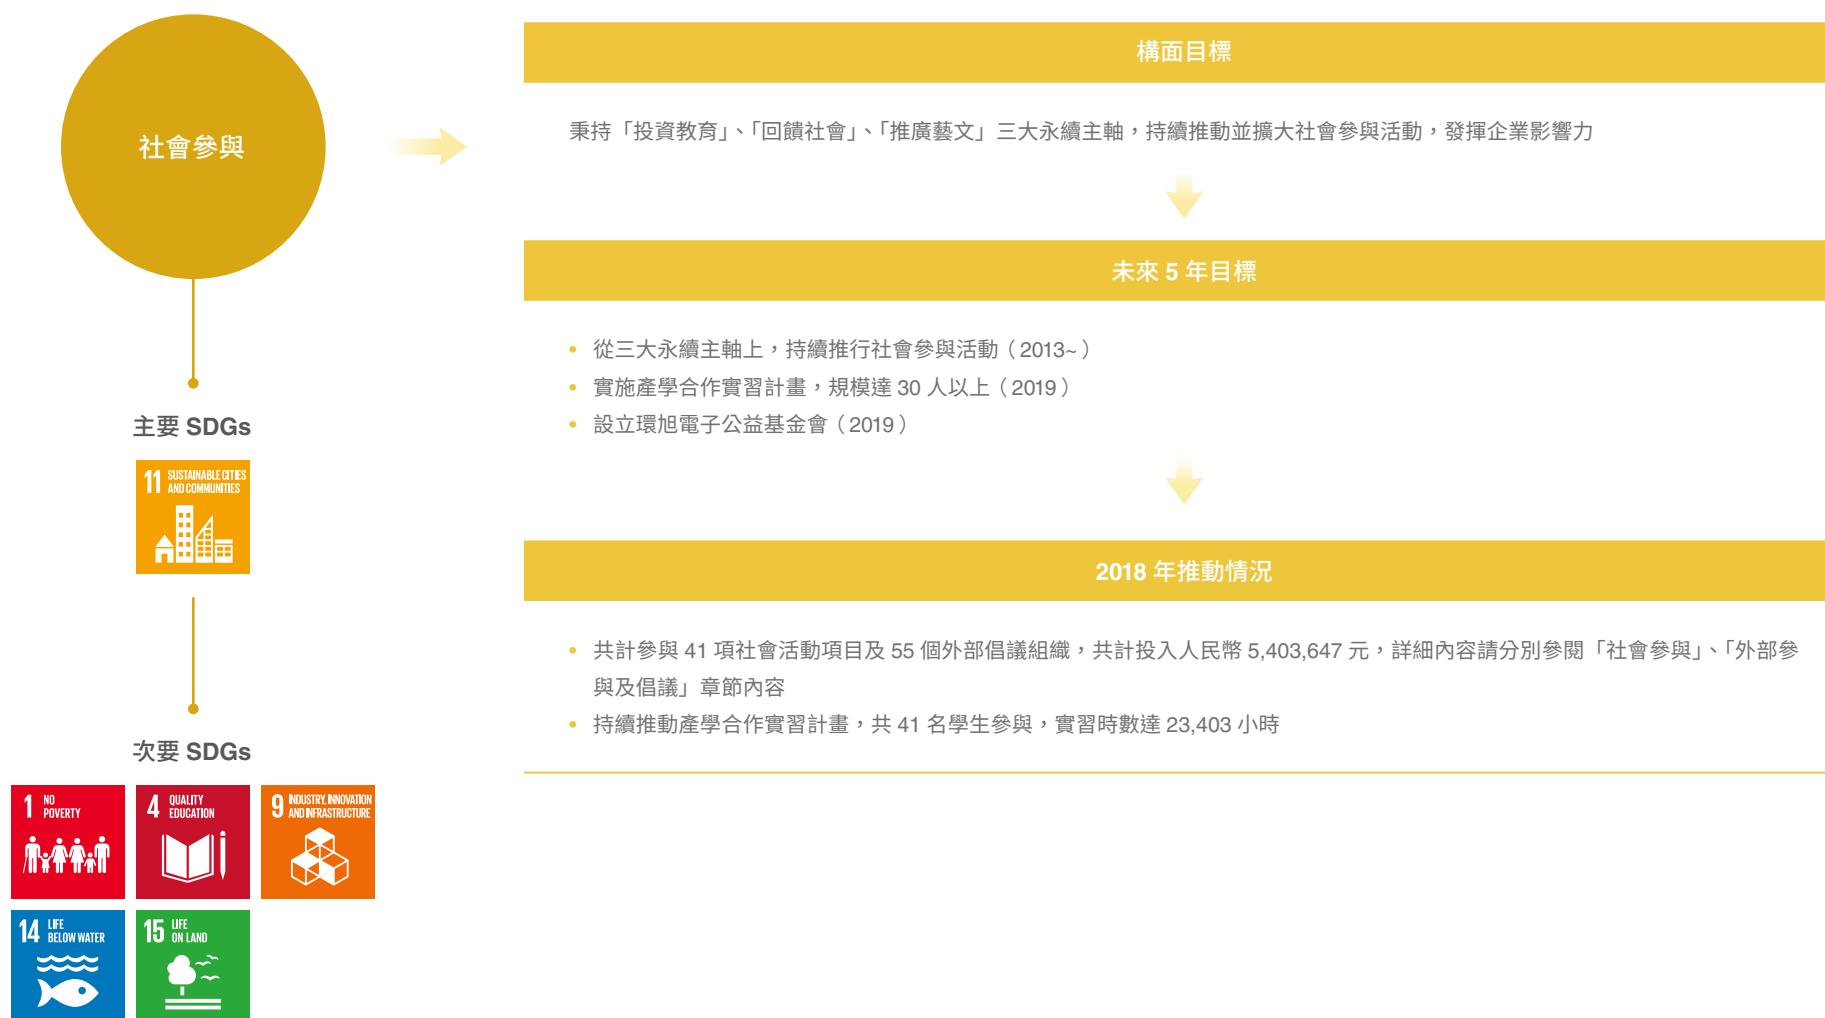 社會參與
主要 SDGs
11 SUSTAINABLE CITIES
AND COMMUNITIES
次要 SDGs
1 NO
POVERTY
4 QUALITY
EDUCATION
9 INDUSTRY, INNOVATION
AND INFRASTRUCTURE
14 LIFE
BELOW WATER
15 LIFE
ON LAND
構面目標
秉持「投資教育」、「回饋社會」、「推廣藝文」三大永續主軸，持續推動並擴大社會參與活動，發揮企業影響力
未來 5 年目標
• 從三大永續主軸上，持續推行社會參與活動（2013~）
• 實施產學合作實習計畫，規模達 30 人以上（2019）
• 設立環旭電子公益基金會（2019）
2018 年推動情況
• 共計參與 41 項社會活動項目及 55 個外部倡議組織，共計投入人民幣 5,403,647 元，詳細內容請分別參閱「社會參與」、「外部參
與及倡議」章節內容
• 持續推動產學合作實習計畫，共 41 名學生參與，實習時數達 23,403 小時